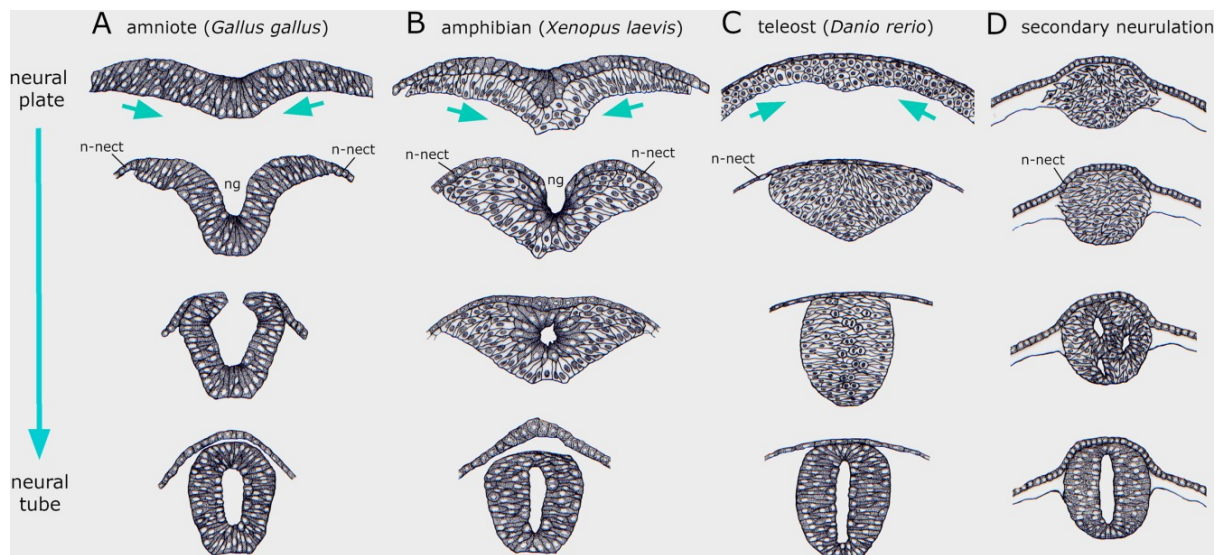 A amniote (Gallus gallus)
B amphibian (Xenopus laevis)
C teleost (Danio rerio)
D secondary neurulation
neural
plate
n-nect
ng
n-nect
n-nect
ng
n-nect
n-nect
n-nect
neural
tube